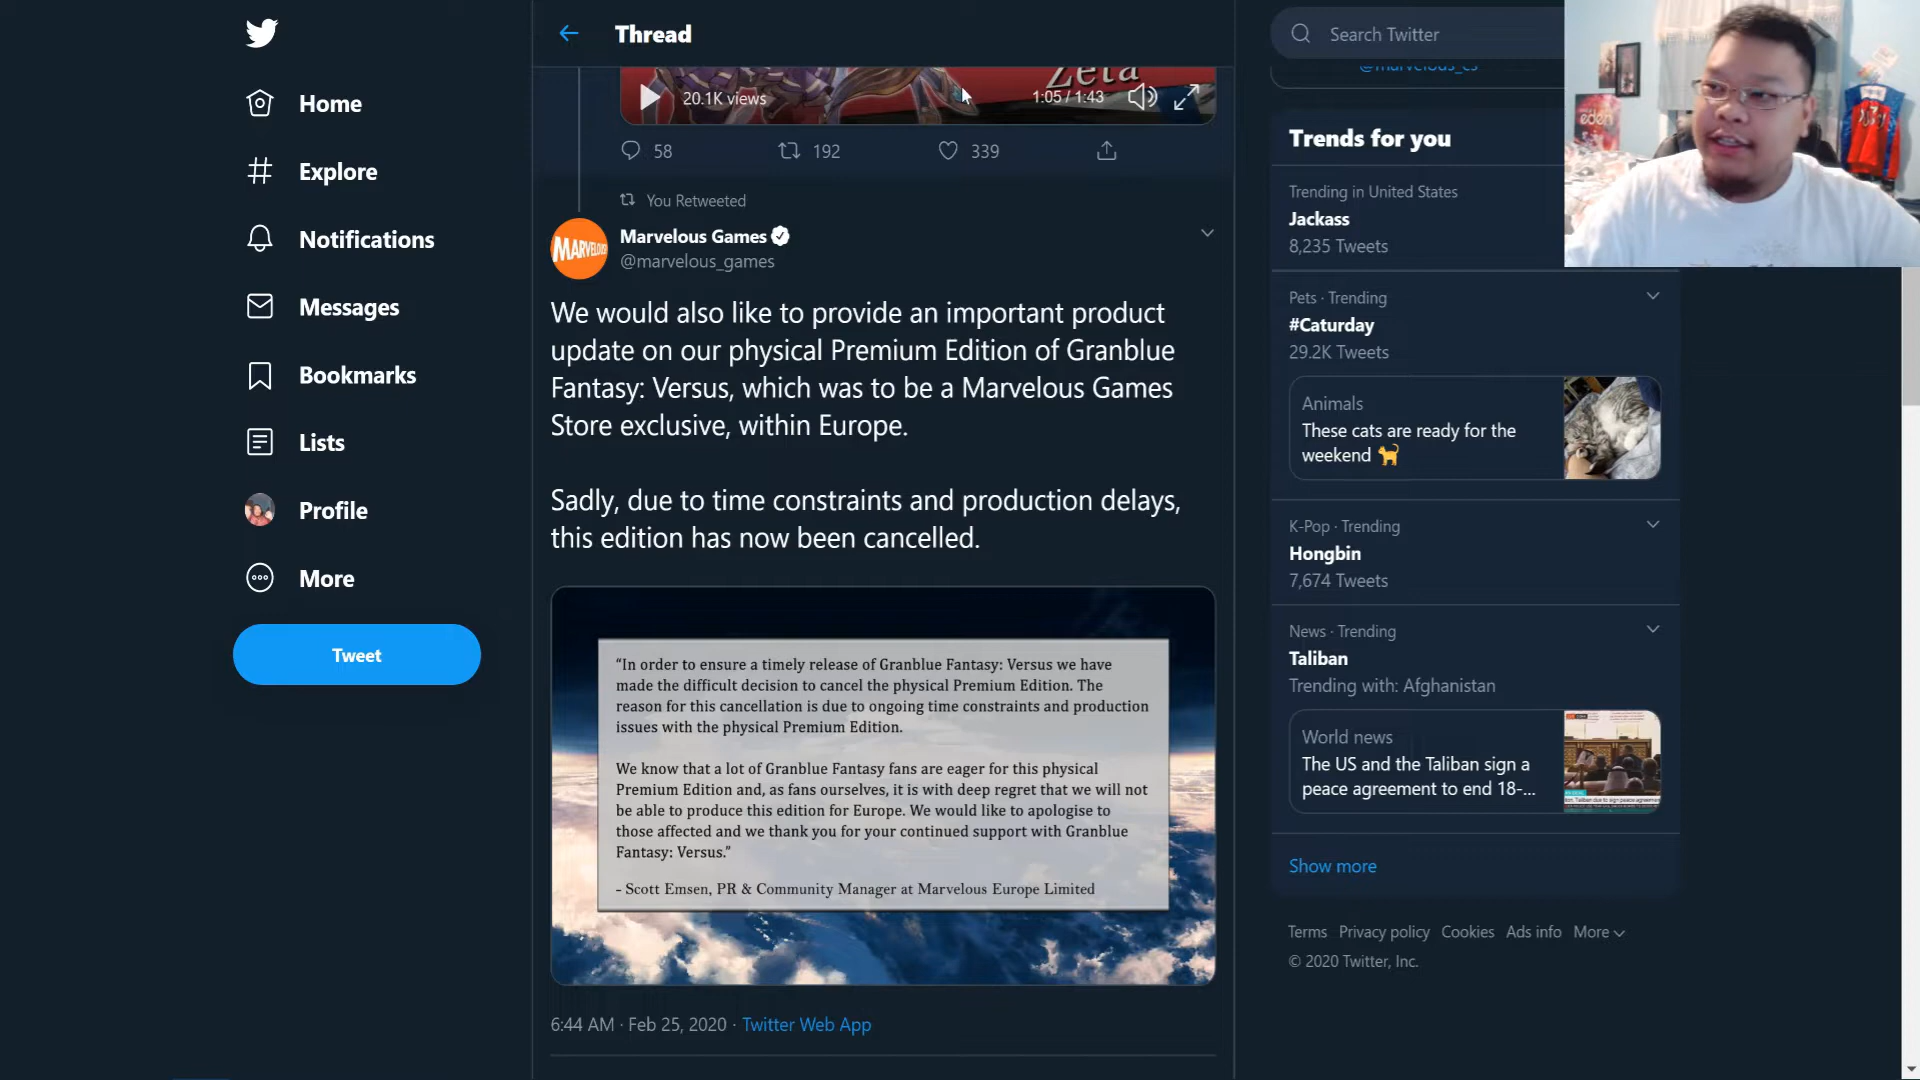 Home
Explore
Notifications
Messages
Bookmarks
Lists
Profile
More
Tweet
Thread
Zeta
20.1K views
1:05 / 1:43
58
192
339
You Retweeted
MARVELOUS!
Marvelous Games
@marvelous_games
We would also like to provide an important product
update on our physical Premium Edition of Granblue
Fantasy: Versus, which was to be a Marvelous Games
Store exclusive, within Europe.
Sadly, due to time constraints and production delays,
this edition has now been cancelled.
“In order to ensure a timely release of Granblue Fantasy: Versus we have
made the difficult decision to cancel the physical Premium Edition. The
reason for this cancellation is due to ongoing time constraints and production
issues with the physical Premium Edition.
We know that a lot of Granblue Fantasy fans are eager for this physical
Premium Edition and, as fans ourselves, it is with deep regret that we will not
be able to produce this edition for Europe. We would like to apologise to
those affected and we thank you for your continued support with Granblue
Fantasy: Versus.”
- Scott Emsen, PR & Community Manager at Marvelous Europe Limited
6:44 AM · Feb 25, 2020 · Twitter Web App
Search Twitter
@marvelous_cs
Trends for you
Trending in United States
Jackass
8,235 Tweets
Pets · Trending
#Caturday
29.2K Tweets
Animals
These cats are ready for the
weekend
K-Pop · Trending
Hongbin
7,674 Tweets
News · Trending
Taliban
Trending with: Afghanistan
World news
The US and the Taliban sign a
peace agreement to end 18-...
Show more
Terms Privacy policy Cookies Ads info More
© 2020 Twitter, Inc.
eden